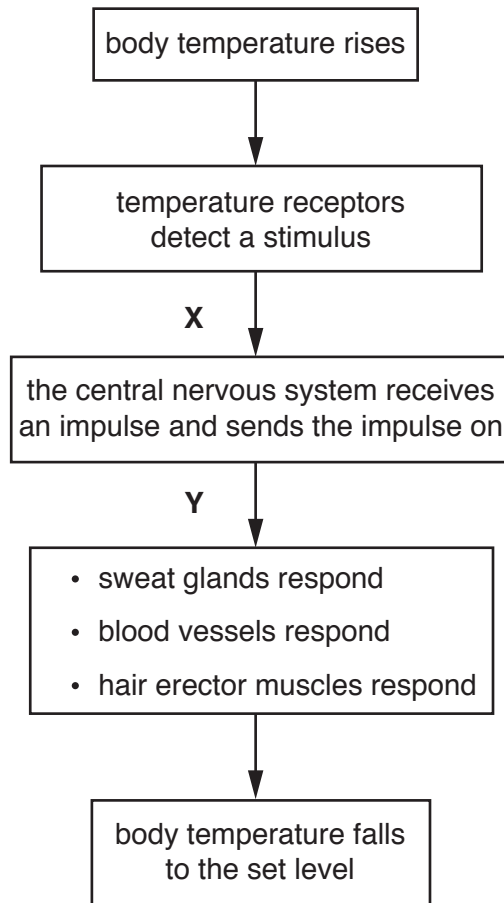 body temperature rises
temperature receptors
detect a stimulus
X
the central nervous system receives
an impulse and sends the impulse on
Y
• sweat glands respond
• blood vessels respond
• hair erector muscles respond
body temperature falls
to the set level